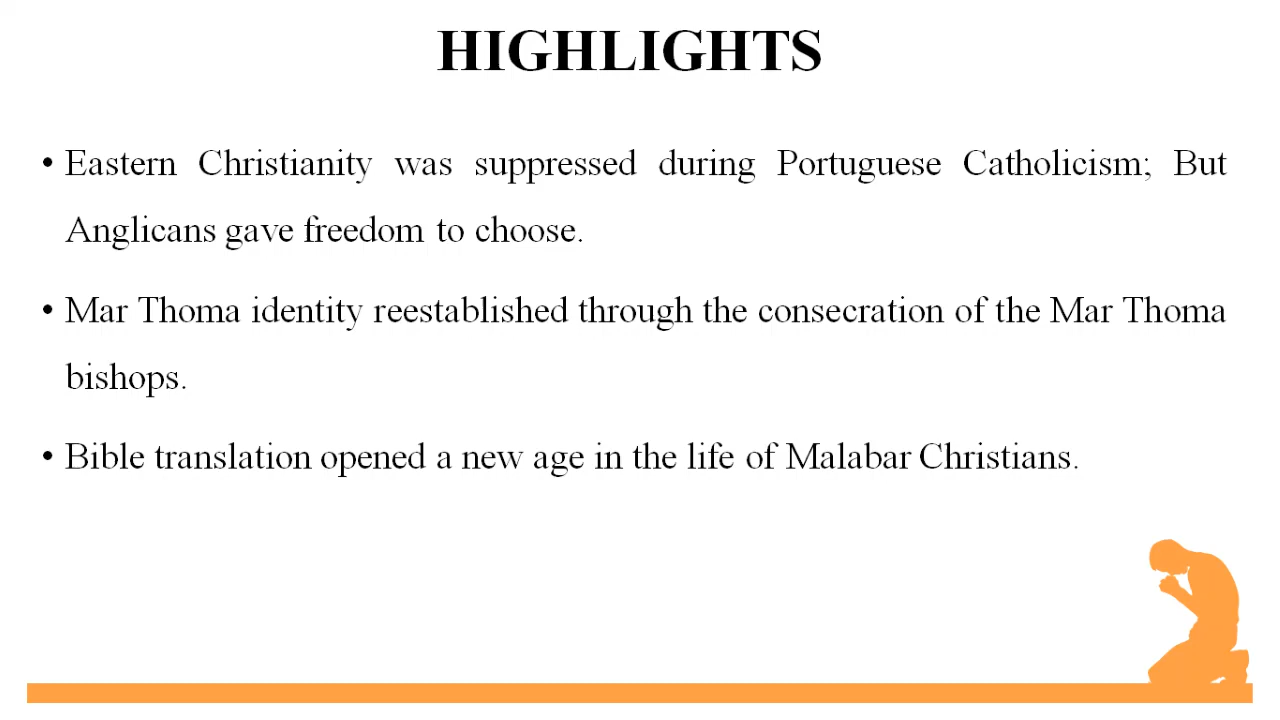 HIGHLIGHTS
• Eastern Christianity was suppressed during Portuguese Catholicism; But
Anglicans gave freedom to choose.
• Mar Thoma identity reestablished through the consecration of the Mar Thoma
bishops.
• Bible translation opened a new age in the life of Malabar Christians.